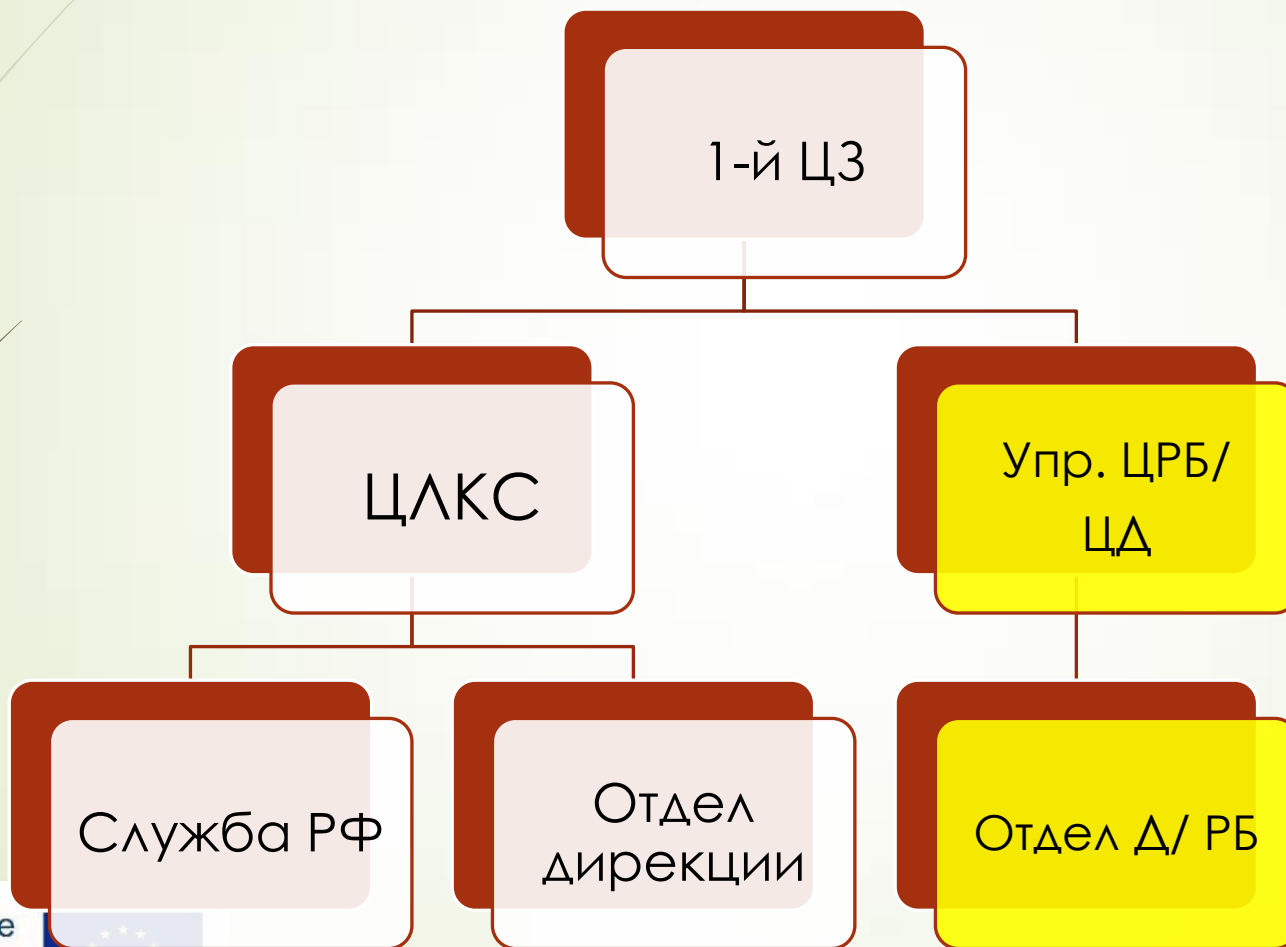 1-й ЦЗ
ЦЛКС
Упр. ЦРБ/
ЦД
Служба РФ
Отдел
дирекции
Отдел Д/ РБ
e